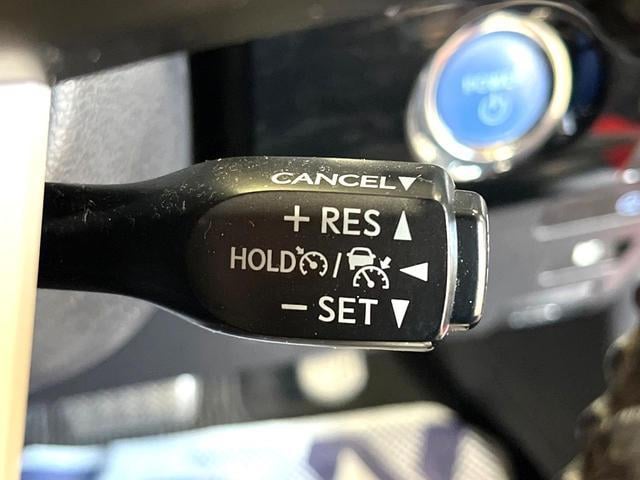 POWER
CANCEL▼
+ RES ▲
HOLD / ◀
− SET ▼